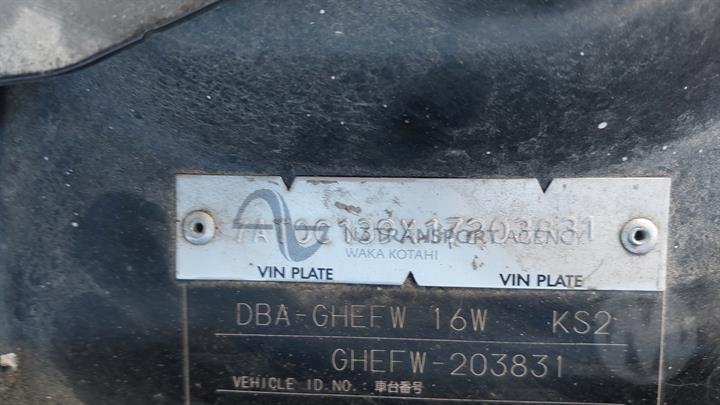 NZ TRANSPORT AGENCY
WAKA KOTAHI
VIN PLATE VIN PLATE
DBA-GHEFW 16W KS2
GHEFW-203831
VEHICLE ID.NO. : 車台番号